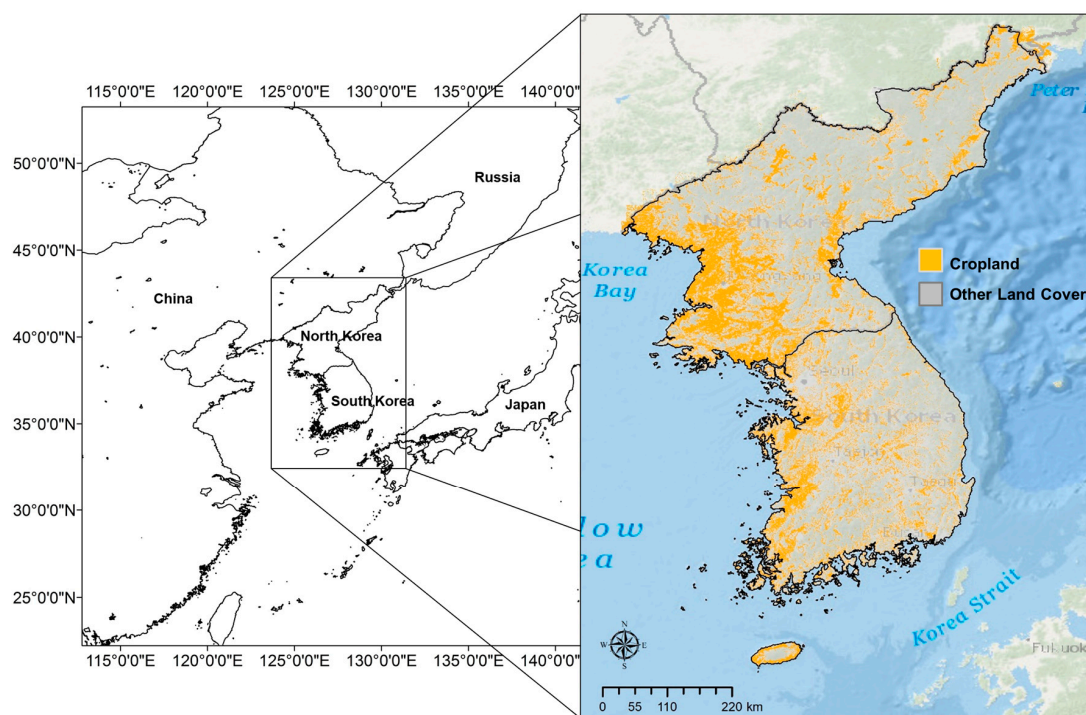 115°0'0"E 120°0'0"E 125°0'0"E 130°0'0"E 135°0'0"E 140°0'0"E
50°0'0"N
45°0'0"N
40°0'0"N
35°0'0"N
30°0'0"N
25°0'0"N
Russia
China
North Korea
South Korea
Japan
115°0'0"E 120°0'0"E 125°0'0"E 130°0'0"E 135°0'0"E 140°0'0"E
Peter
North Korea
Korea
Bay
Cropland
Other Land Cover
Seoul
South Korea
Taejon
low
ea
Korea Strait
N
W E
S
0 55 110 220 km